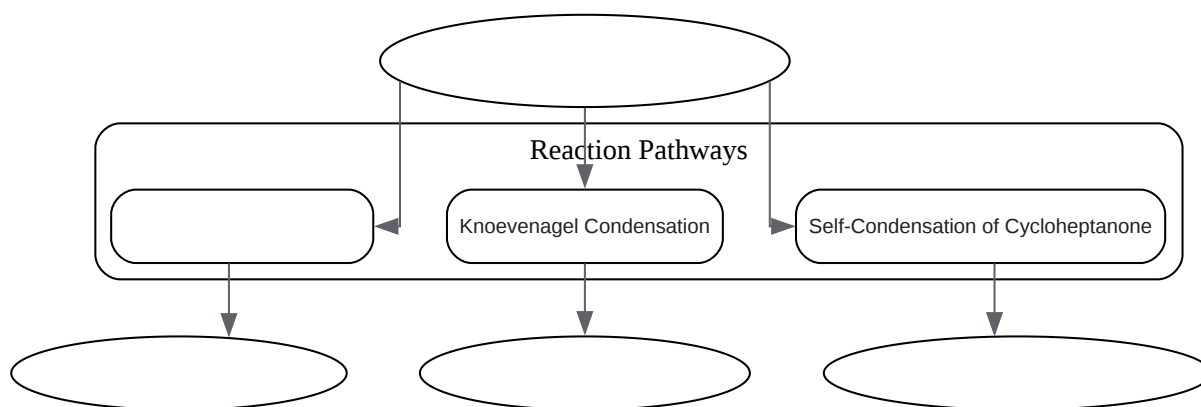 Reaction Pathways
Knoevenagel Condensation
Self-Condensation of Cycloheptanone